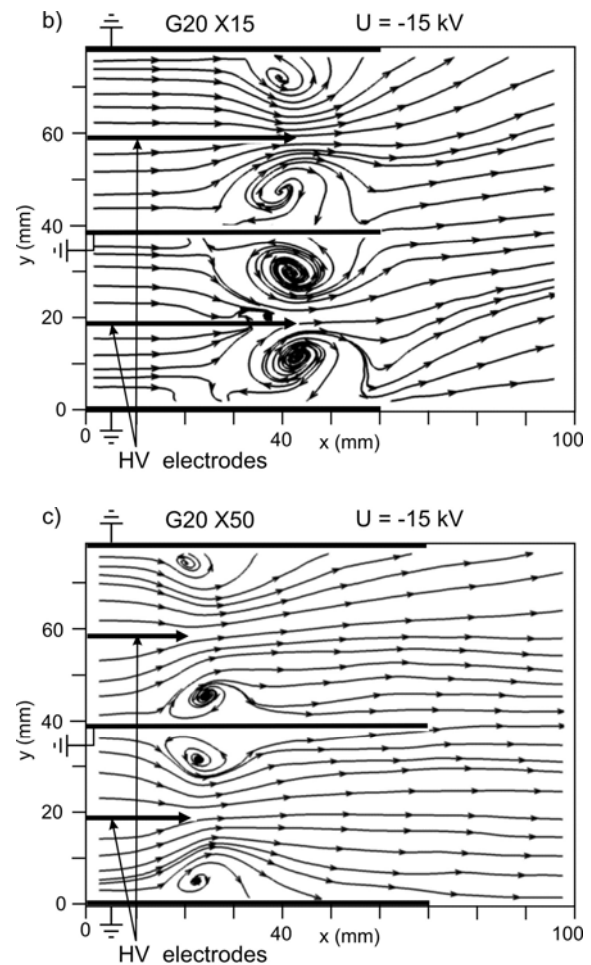 b) G20 X15 U = -15 kV
60
40
20
0
y (mm)
0 40 x (mm) 100
HV electrodes
c) G20 X50 U = -15 kV
60
40
20
0
y (mm)
0 40 x (mm) 100
HV electrodes